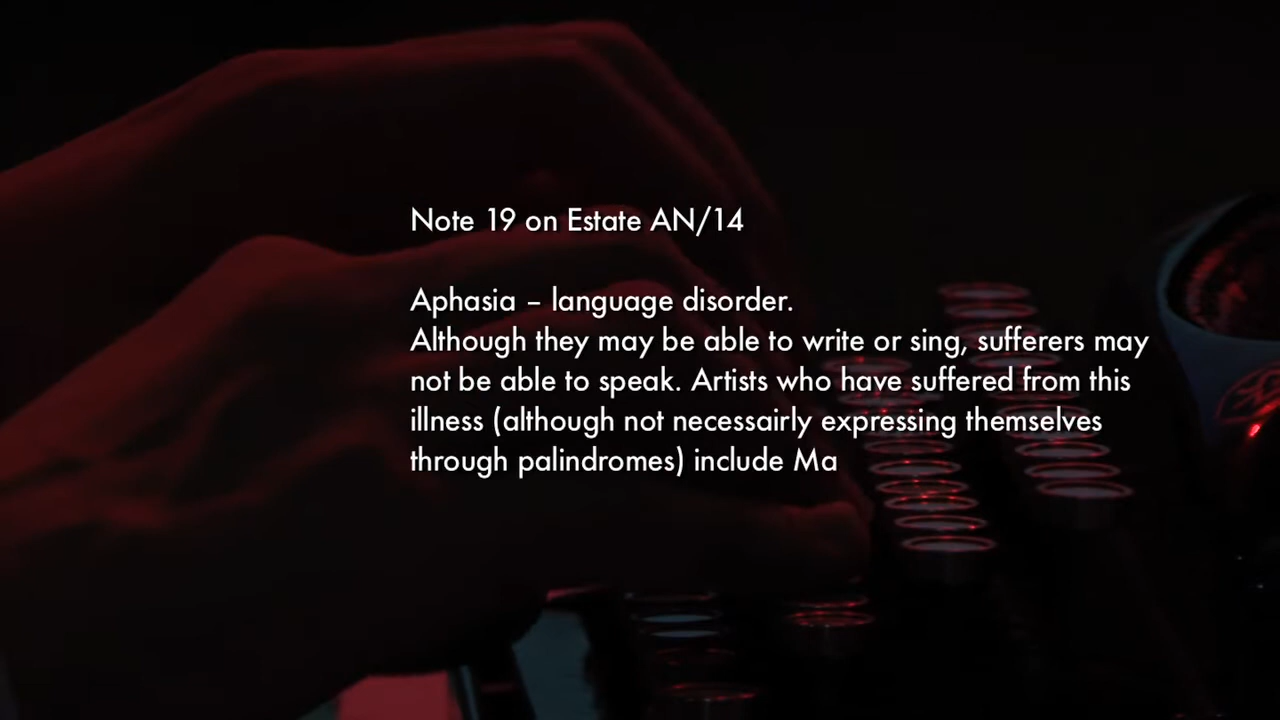 Note 19 on Estate AN/14
Aphasia – language disorder.
Although they may be able to write or sing, sufferers may
not be able to speak. Artists who have suffered from this
illness (although not necessairly expressing themselves
through palindromes) include Ma